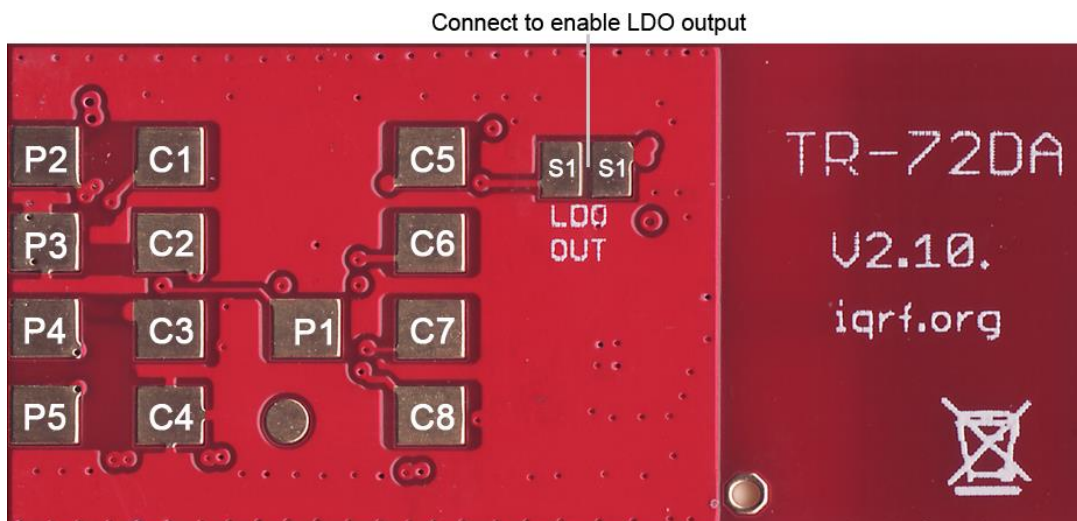 Connect to enable LDO output
P2 C1 C5 S1 S1 TR-72DA
LDO
P3 C2 C6 OUT V2.10.
P4 C3 P1 C7 iqrf.org
P5 C4 C8